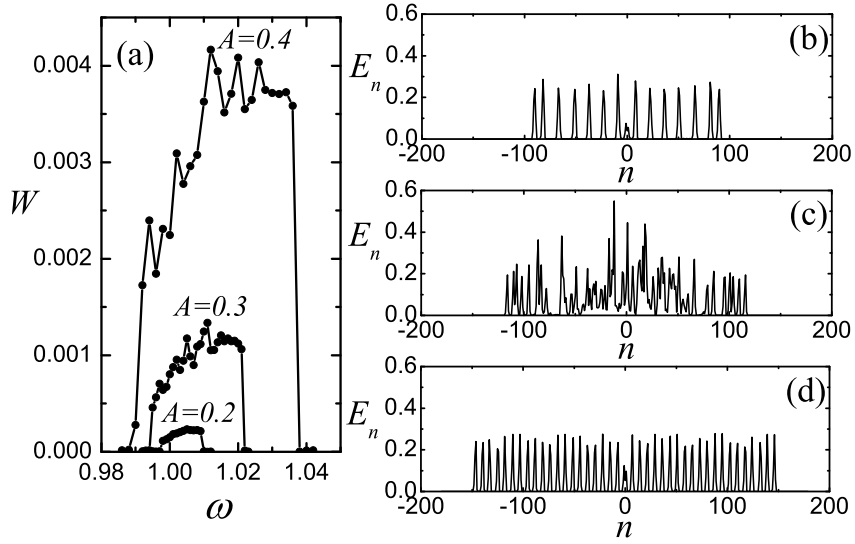 (a)
A=0.4
0.004
0.003
W
0.002
A=0.3
0.001
A=0.2
0.000
0.98 1.00 1.02 1.04
ω
0.6 (b)
E_n 0.4
0.2
0.0
-200 -100 0 100 200
n
0.6 (c)
E_n 0.4
0.2
0.0
-200 -100 0 100 200
n
0.6 (d)
E_n 0.4
0.2
0.0
-200 -100 0 100 200
n